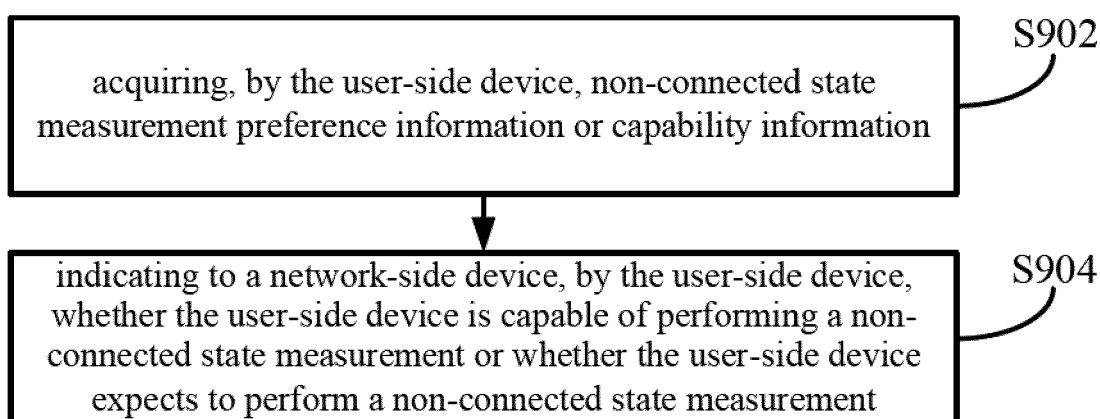 S902
acquiring, by the user-side device, non-connected state
measurement preference information or capability information
S904
indicating to a network-side device, by the user-side device,
whether the user-side device is capable of performing a non-
connected state measurement or whether the user-side device
expects to perform a non-connected state measurement